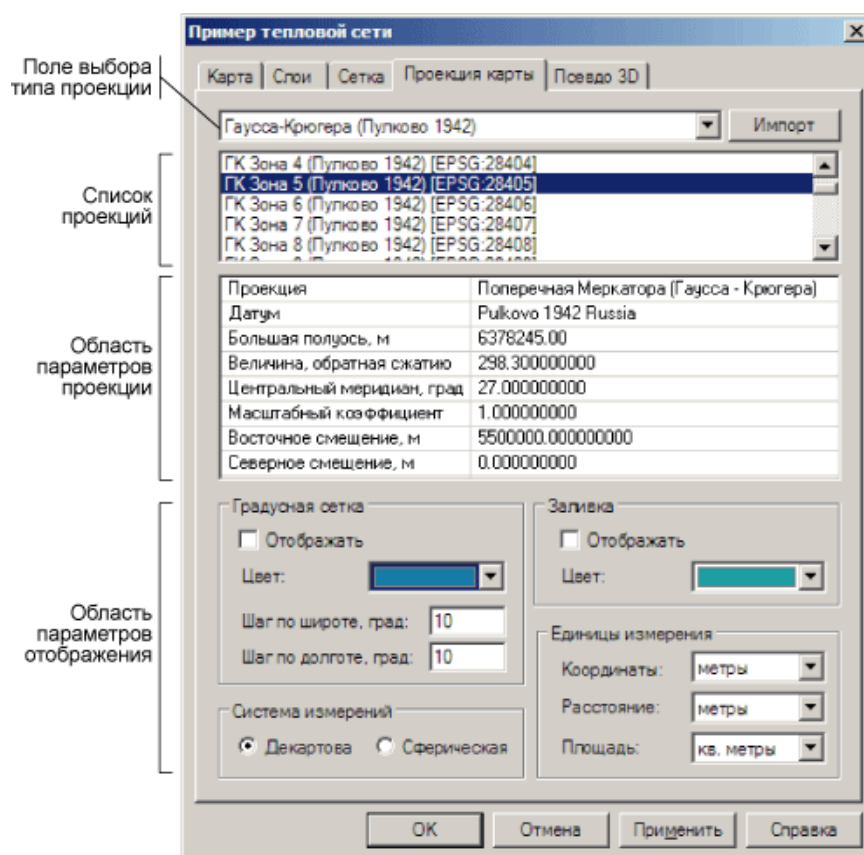 Пример тепловой сети
Поле выбора
типа проекции
Карта Слои Сетка Проекция карты Псевдо 3D
Гаусса-Крюгера (Пулково 1942) Импорт
Список
проекций
ГК Зона 4 (Пулково 1942) [EPSG:28404]
ГК Зона 5 (Пулково 1942) [EPSG:28405]
ГК Зона 6 (Пулково 1942) [EPSG:28406]
ГК Зона 7 (Пулково 1942) [EPSG:28407]
ГК Зона 8 (Пулково 1942) [EPSG:28408]
Область
параметров
проекции
Проекция Поперечная Меркатора (Гаусса - Крюгера)
Датум Pulkovo 1942 Russia
Большая полуось, м 6378245.00
Величина, обратная сжатию 298.300000000
Центральный меридиан, град 27.000000000
Масштабный коэффициент 1.000000000
Восточное смещение, м 5500000.000000000
Северное смещение, м 0.000000000
Область
параметров
отображения
Градусная сетка
Отображать
Цвет:
Шаг по широте, град: 10
Шаг по долготе, град: 10
Система измерений
Декартова Сферическая
Заливка
Отображать
Цвет:
Единицы измерения
Координаты: метры
Расстояние: метры
Площадь: кв. метры
ОК Отмена Применить Справка